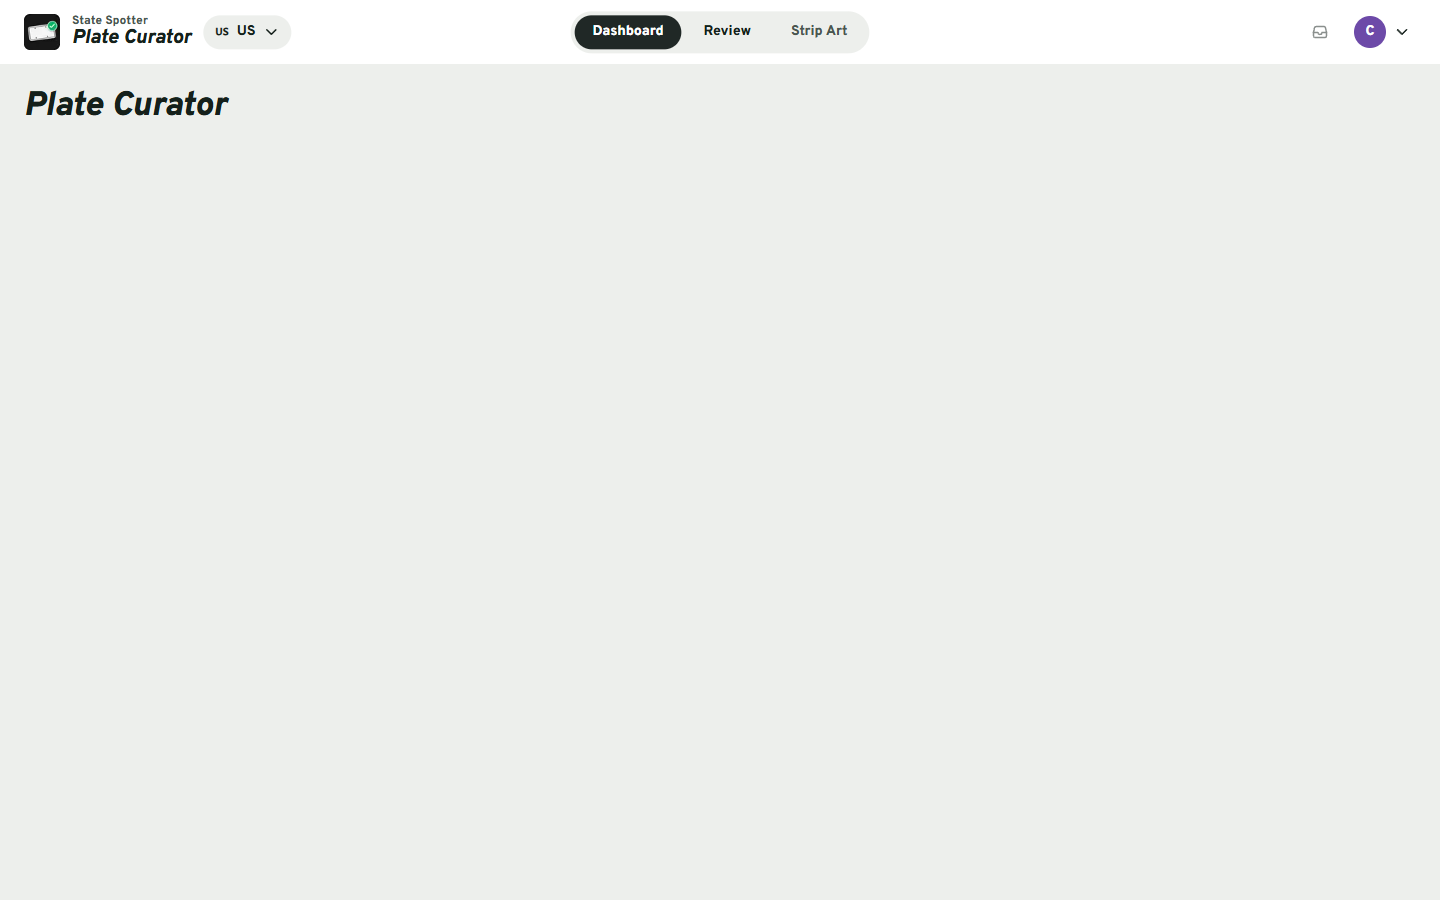 State Spotter
Plate Curator
US US
Dashboard
Review
Strip Art
C
Plate Curator